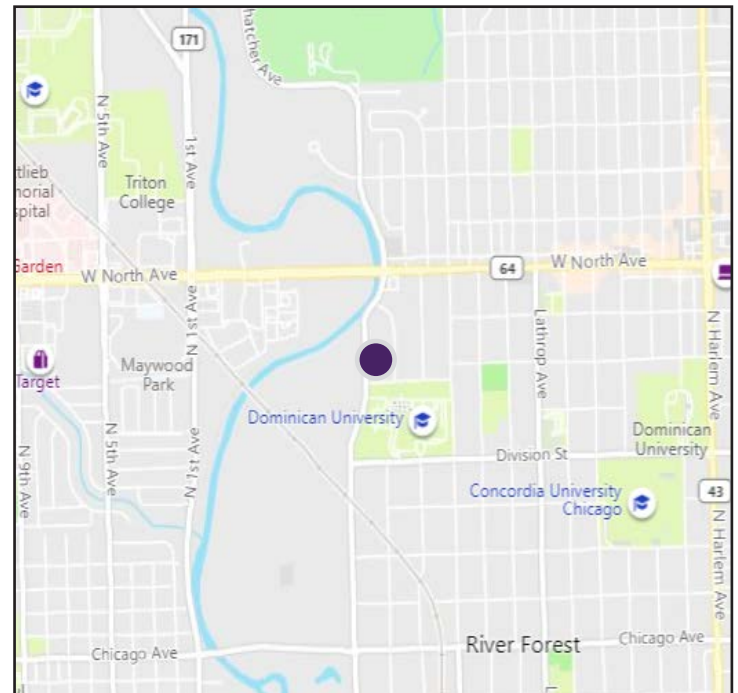 171
hatcher Ave
N 5th Ave
1st Ave
tlieb
norial
spital
Triton
College
Garden
W North Ave
64
W North Ave
N 1st Ave
Lathrop Ave
N Harlem Ave
Target
Maywood
Park
Dominican University
Dominican
University
N 9th Ave
N 5th Ave
N 1st Ave
Division St
Concordia University
Chicago
43
N Harlem Ave
River Forest
Chicago Ave
Chicago Ave